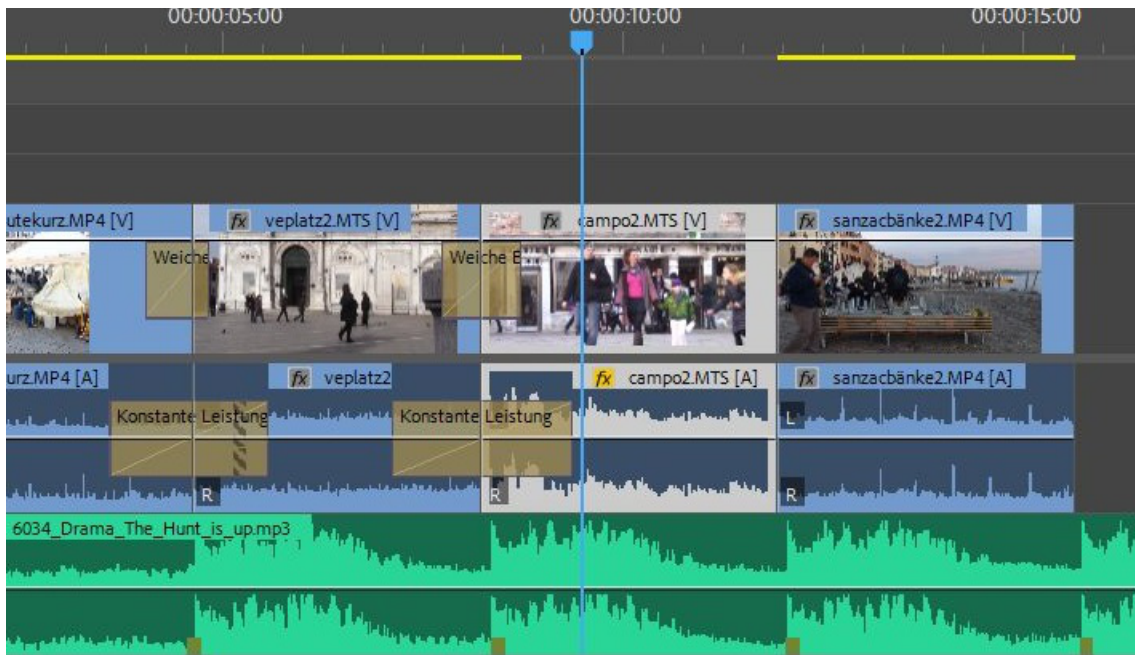 00:00:05:00 00:00:10:00 00:00:15:00
utekurz.MP4 [V] fx veplatz2.MTS [V] fx campo2.MTS [V] fx sanzacbänke2.MP4 [V]
Weiche Weiche B
urz.MP4 [A] fx veplatz2 fx campo2.MTS [A] fx sanzacbänke2.MP4 [A]
Konstante Leistung Konstante Leistung L
R R R
6034_Drama_The_Hunt_is_up.mp3